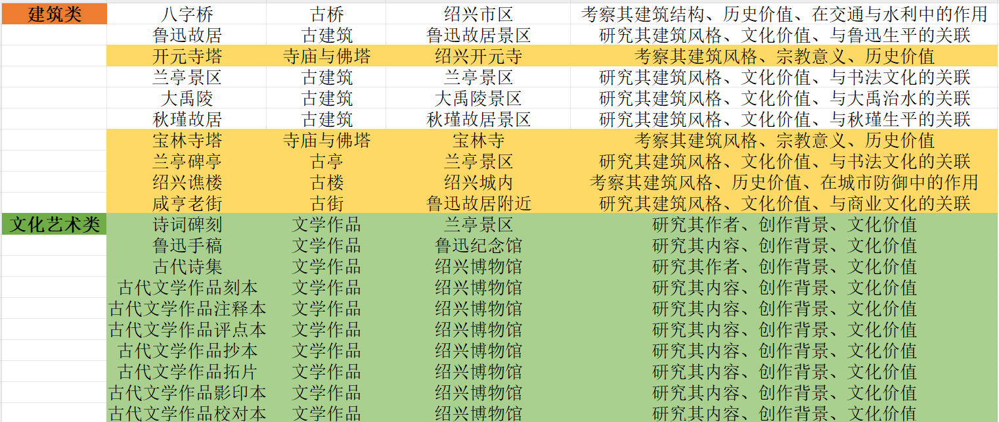 建筑类 八字桥 古桥 绍兴市区 考察其建筑结构、历史价值、在交通与水利中的作用
鲁迅故居 古建筑 鲁迅故居景区 研究其建筑风格、文化价值、与鲁迅生平的关联
开元寺塔 寺庙与佛塔 绍兴开元寺 考察其建筑风格、宗教意义、历史价值
兰亭景区 古建筑 兰亭景区 研究其建筑风格、文化价值、与书法文化的关联
大禹陵 古建筑 大禹陵景区 研究其建筑风格、文化价值、与大禹治水的关联
秋瑾故居 古建筑 秋瑾故居景区 研究其建筑风格、文化价值、与秋瑾生平的关联
宝林寺塔 寺庙与佛塔 宝林寺 考察其建筑风格、宗教意义、历史价值
兰亭碑亭 古亭 兰亭景区 研究其建筑风格、文化价值、与书法文化的关联
绍兴谯楼 古楼 绍兴城内 考察其建筑风格、历史价值、在城市防御中的作用
咸亨老街 古街 鲁迅故居附近 研究其建筑风格、文化价值、与商业文化的关联
文化艺术类 诗词碑刻 文学作品 兰亭景区 研究其作者、创作背景、文化价值
鲁迅手稿 文学作品 鲁迅纪念馆 研究其内容、创作背景、文化价值
古代诗集 文学作品 绍兴博物馆 研究其作者、创作背景、文化价值
古代文学作品刻本 文学作品 绍兴博物馆 研究其内容、创作背景、文化价值
古代文学作品注释本 文学作品 绍兴博物馆 研究其内容、创作背景、文化价值
古代文学作品评点本 文学作品 绍兴博物馆 研究其内容、创作背景、文化价值
古代文学作品抄本 文学作品 绍兴博物馆 研究其内容、创作背景、文化价值
古代文学作品拓片 文学作品 绍兴博物馆 研究其内容、创作背景、文化价值
古代文学作品影印本 文学作品 绍兴博物馆 研究其内容、创作背景、文化价值
古代文学作品校对本 文学作品 绍兴博物馆 研究其内容、创作背景、文化价值